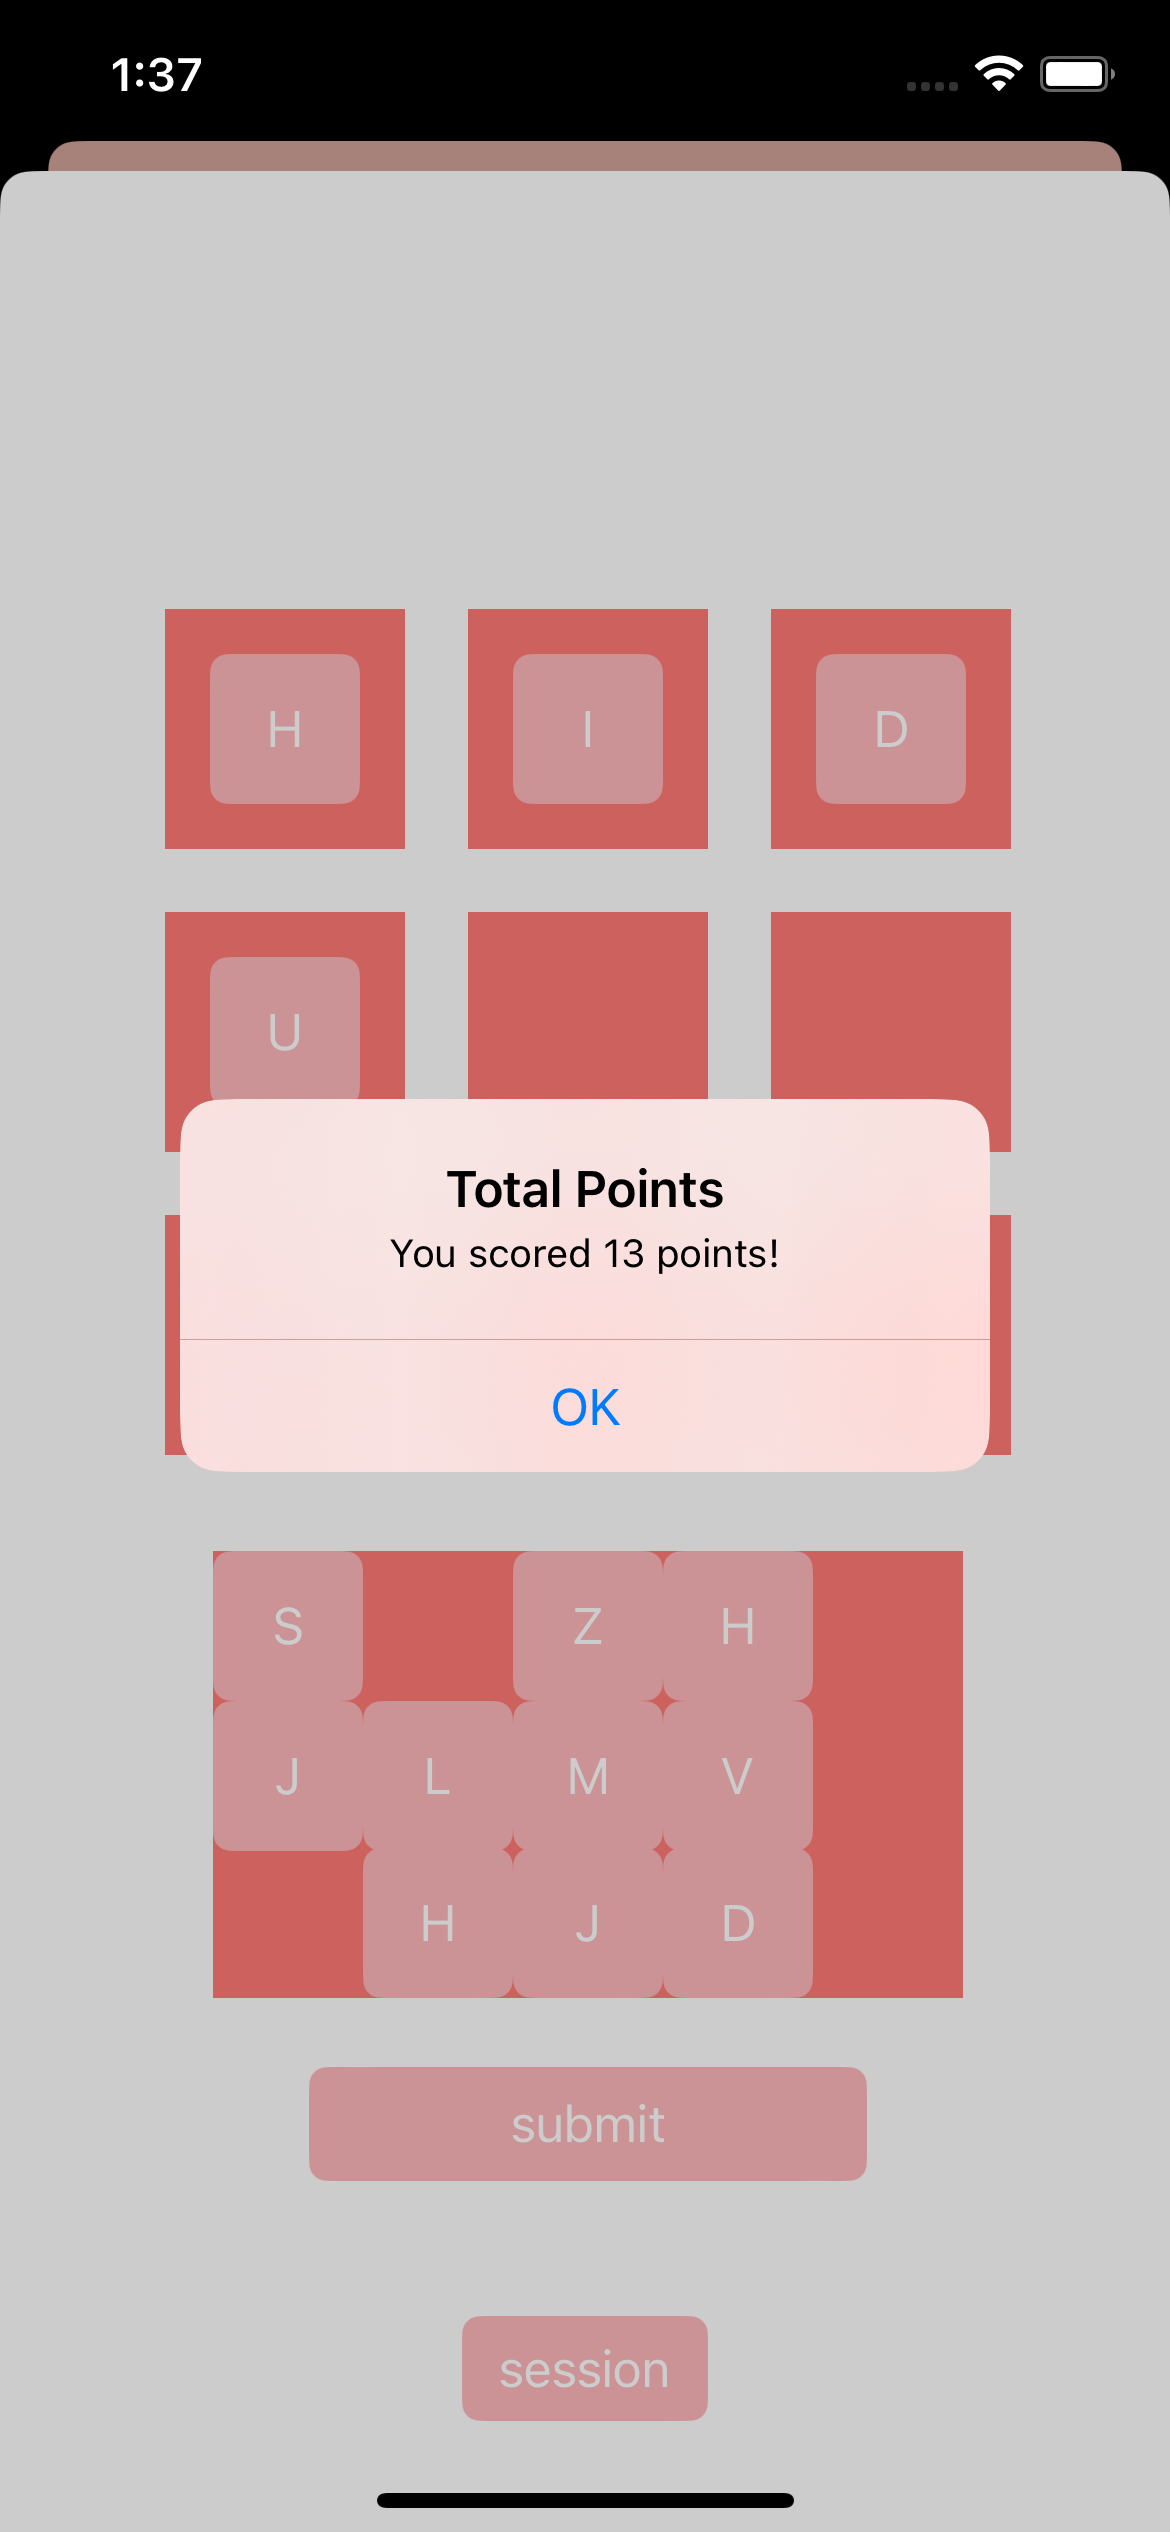 1:37
H I D
U
Total Points
You scored 13 points!
OK
S Z H
J L M V
H J D
submit
session